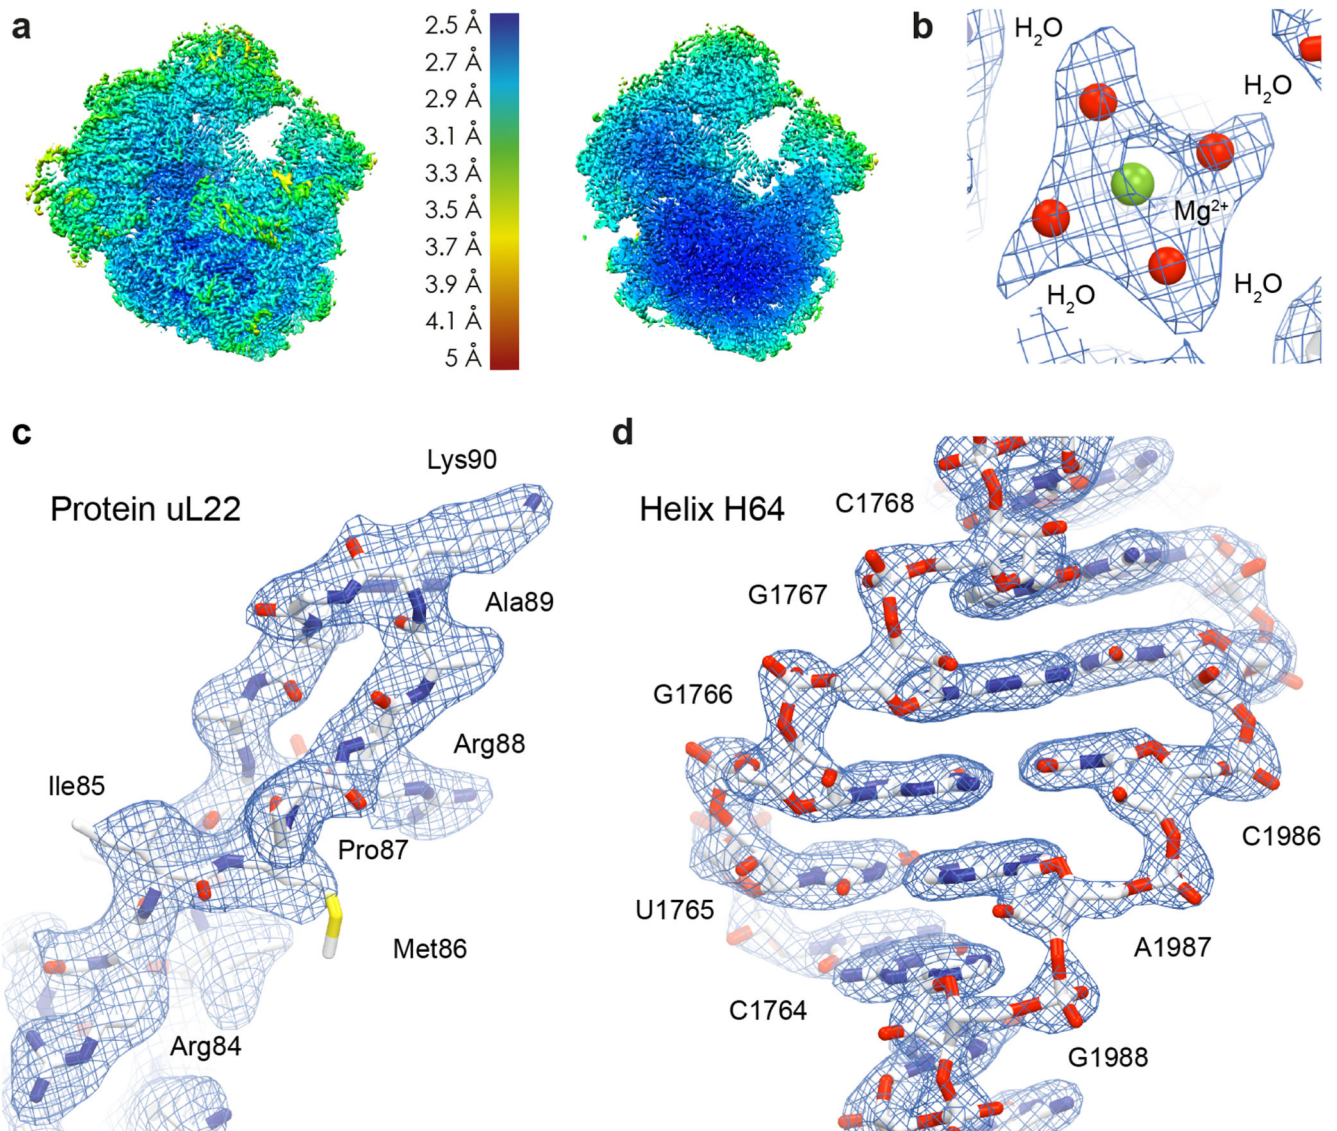 a
2.5 Å
2.7 Å
2.9 Å
3.1 Å
3.3 Å
3.5 Å
3.7 Å
3.9 Å
4.1 Å
5 Å
b
H₂O
H₂O
Mg²⁺
H₂O
H₂O
c
Protein uL22
Lys90
Ala89
Arg88
Ile85
Pro87
Met86
Arg84
d
Helix H64
C1768
G1767
G1766
C1986
U1765
A1987
C1764
G1988